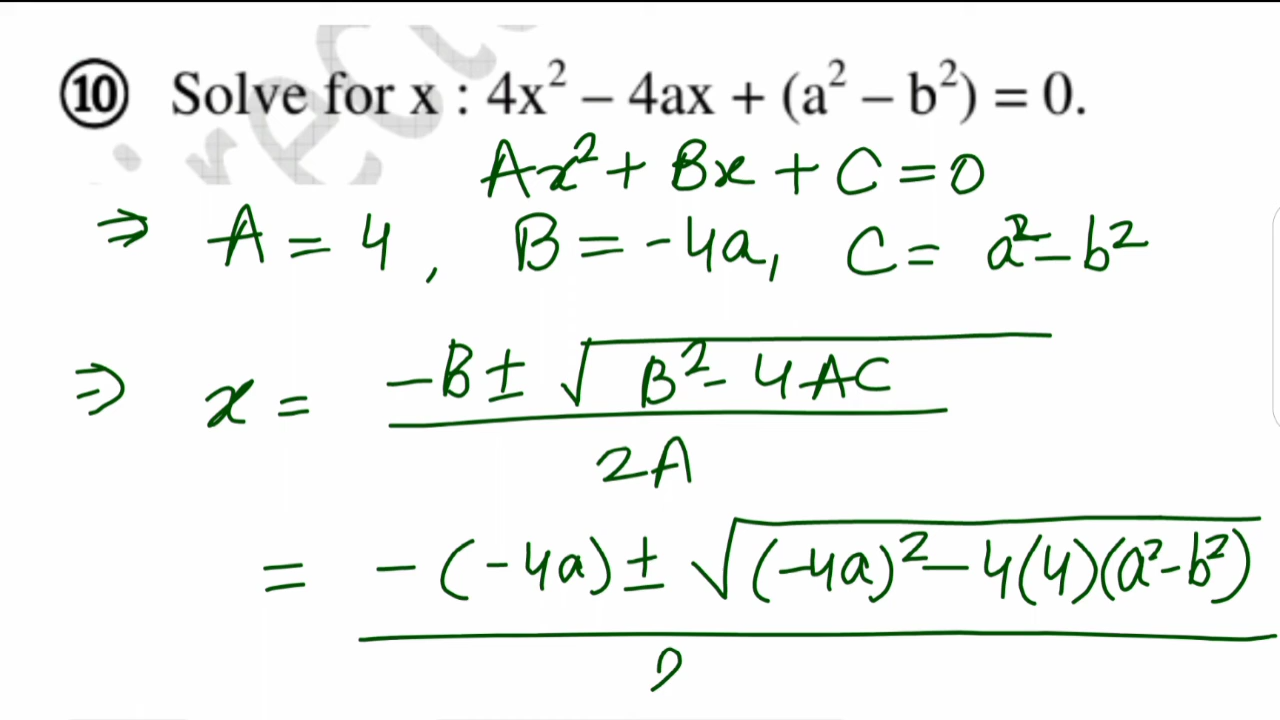 ⑩ Solve for x : 4x² – 4ax + (a² – b²) = 0.
Ax² + Bx + C = 0
⇒ A = 4, B = -4a, C = a² - b²
⇒ x = (-B ± √(B² - 4AC)) / 2A
= (-(-4a) ± √((-4a)² - 4(4)(a² - b²))) /